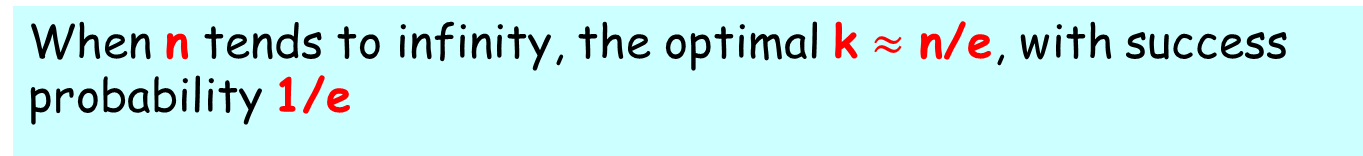 When n tends to infinity, the optimal k ≈ n/e, with success
probability 1/e